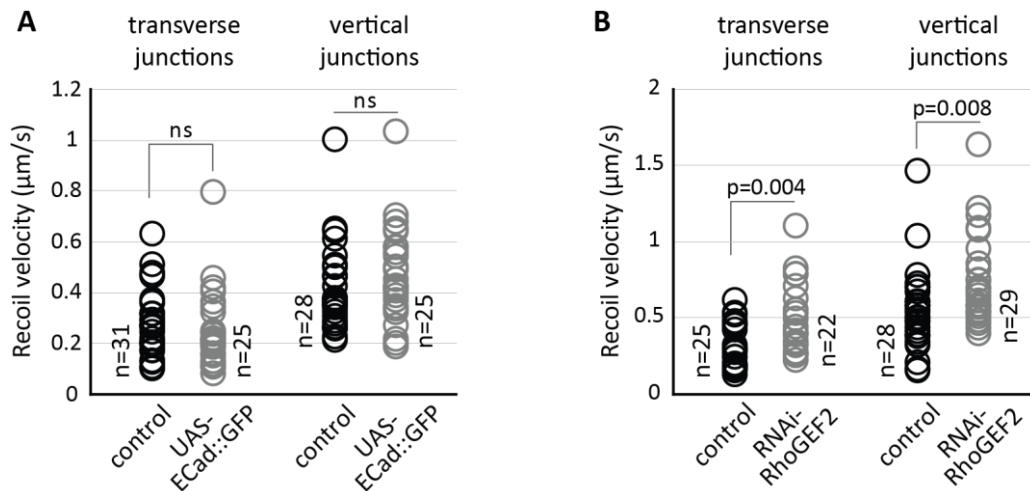 A
transverse
junctions
vertical
junctions
Recoil velocity (µm/s)
1.2
1
0.8
0.6
0.4
0.2
0
ns
ns
n=31
n=25
n=28
n=25
control
UAS-
ECad::GFP
control
UAS-
ECad::GFP
B
transverse
junctions
vertical
junctions
Recoil velocity (µm/s)
2
1.5
1
0.5
0
p=0.004
p=0.008
n=25
n=22
n=28
n=29
control
RNAi-
RhoGEF2
control
RNAi-
RhoGEF2